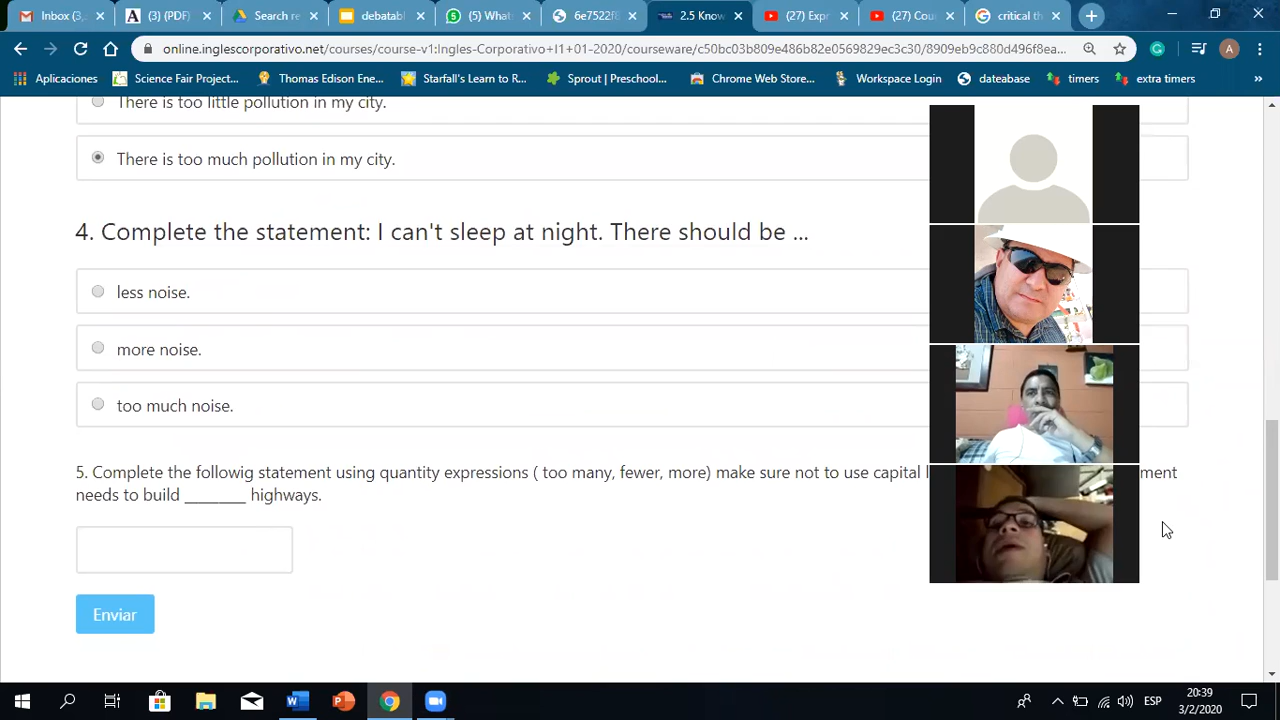 Inbox (3,
(3) (PDF)
Search re
debatabl
(5) What
6e7522f8
2.5 Know
(27) Exp
(27) Cou
critical th
online.inglescorporativo.net/courses/course-v1:Ingles-Corporativo+I1+01-2020/courseware/c50bc03b809e486b82e0569829ec3c30/8909eb9c880d496f8ea...
A
Aplicaciones
Science Fair Project...
Thomas Edison Ene...
Starfall's Learn to R...
Sprout | Preschool...
Chrome Web Store...
Workspace Login
dateabase
timers
extra timers
»
There is too little pollution in my city.
There is too much pollution in my city.
4. Complete the statement: I can't sleep at night. There should be ...
less noise.
more noise.
too much noise.
5. Complete the followig statement using quantity expressions ( too many, fewer, more) make sure not to use capital l
ment
needs to build ________ highways.
Enviar
ESP
20:39
3/2/2020